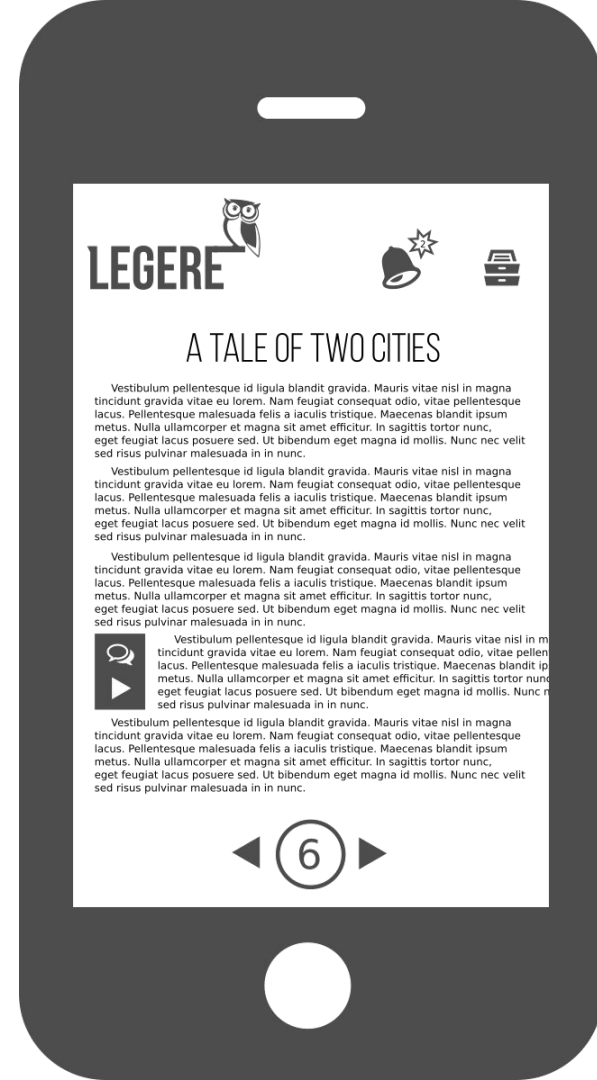 LEGERE
2
A TALE OF TWO CITIES
Vestibulum pellentesque id ligula blandit gravida. Mauris vitae nisl in magna
tincidunt gravida vitae eu lorem. Nam feugiat consequat odio, vitae pellentesque
lacus. Pellentesque malesuada felis a iaculis tristique. Maecenas blandit ipsum
metus. Nulla ullamcorper et magna sit amet efficitur. In sagittis tortor nunc,
eget feugiat lacus posuere sed. Ut bibendum eget magna id mollis. Nunc nec velit
sed risus pulvinar malesuada in in nunc.
Vestibulum pellentesque id ligula blandit gravida. Mauris vitae nisl in magna
tincidunt gravida vitae eu lorem. Nam feugiat consequat odio, vitae pellentesque
lacus. Pellentesque malesuada felis a iaculis tristique. Maecenas blandit ipsum
metus. Nulla ullamcorper et magna sit amet efficitur. In sagittis tortor nunc,
eget feugiat lacus posuere sed. Ut bibendum eget magna id mollis. Nunc nec velit
sed risus pulvinar malesuada in in nunc.
Vestibulum pellentesque id ligula blandit gravida. Mauris vitae nisl in magna
tincidunt gravida vitae eu lorem. Nam feugiat consequat odio, vitae pellentesque
lacus. Pellentesque malesuada felis a iaculis tristique. Maecenas blandit ipsum
metus. Nulla ullamcorper et magna sit amet efficitur. In sagittis tortor nunc,
eget feugiat lacus posuere sed. Ut bibendum eget magna id mollis. Nunc nec velit
sed risus pulvinar malesuada in in nunc.
Vestibulum pellentesque id ligula blandit gravida. Mauris vitae nisl in m
tincidunt gravida vitae eu lorem. Nam feugiat consequat odio, vitae pellen
lacus. Pellentesque malesuada felis a iaculis tristique. Maecenas blandit ip
metus. Nulla ullamcorper et magna sit amet efficitur. In sagittis tortor nunc
eget feugiat lacus posuere sed. Ut bibendum eget magna id mollis. Nunc n
sed risus pulvinar malesuada in in nunc.
Vestibulum pellentesque id ligula blandit gravida. Mauris vitae nisl in magna
tincidunt gravida vitae eu lorem. Nam feugiat consequat odio, vitae pellentesque
lacus. Pellentesque malesuada felis a iaculis tristique. Maecenas blandit ipsum
metus. Nulla ullamcorper et magna sit amet efficitur. In sagittis tortor nunc,
eget feugiat lacus posuere sed. Ut bibendum eget magna id mollis. Nunc nec velit
sed risus pulvinar malesuada in in nunc.
6